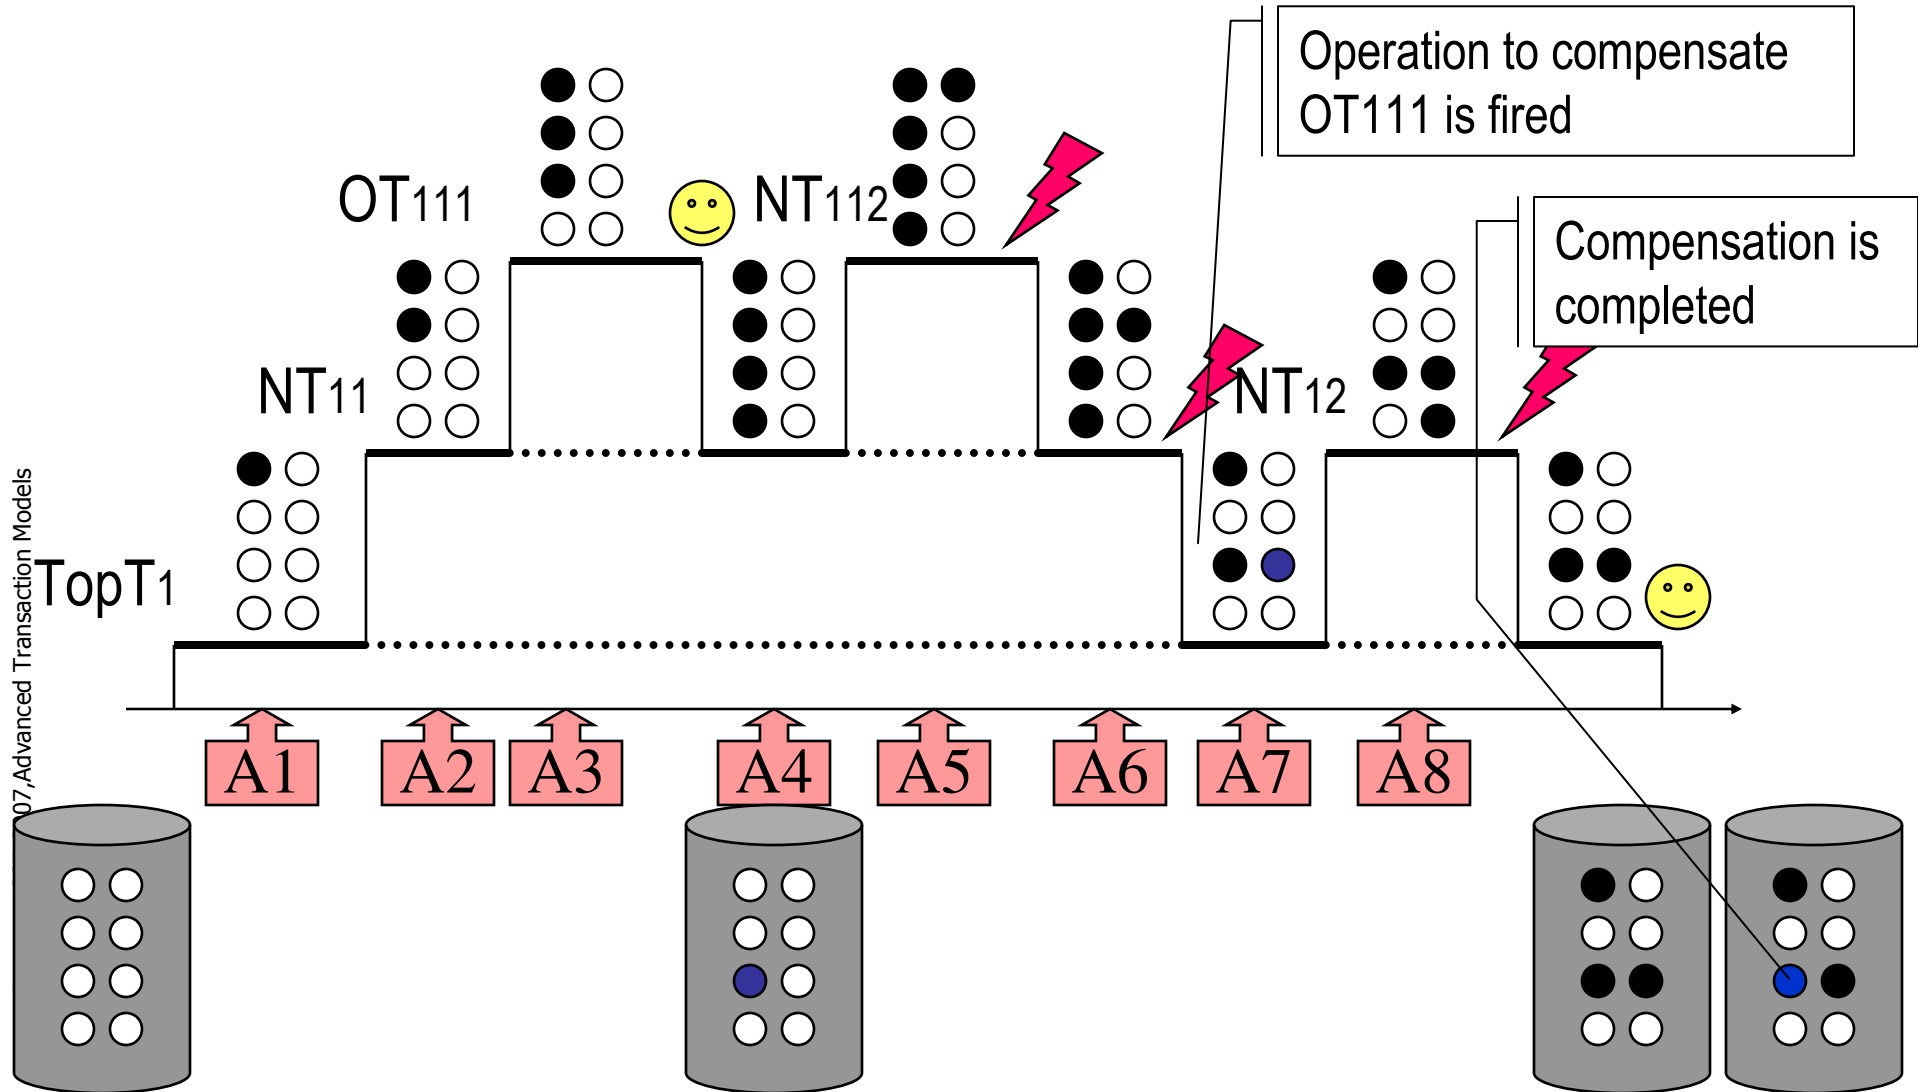 Operation to compensate
OT111 is fired
OT111
NT112
Compensation is
completed
NT11
NT12
TopT1
07,Advanced Transaction Models
A1
A2
A3
A4
A5
A6
A7
A8